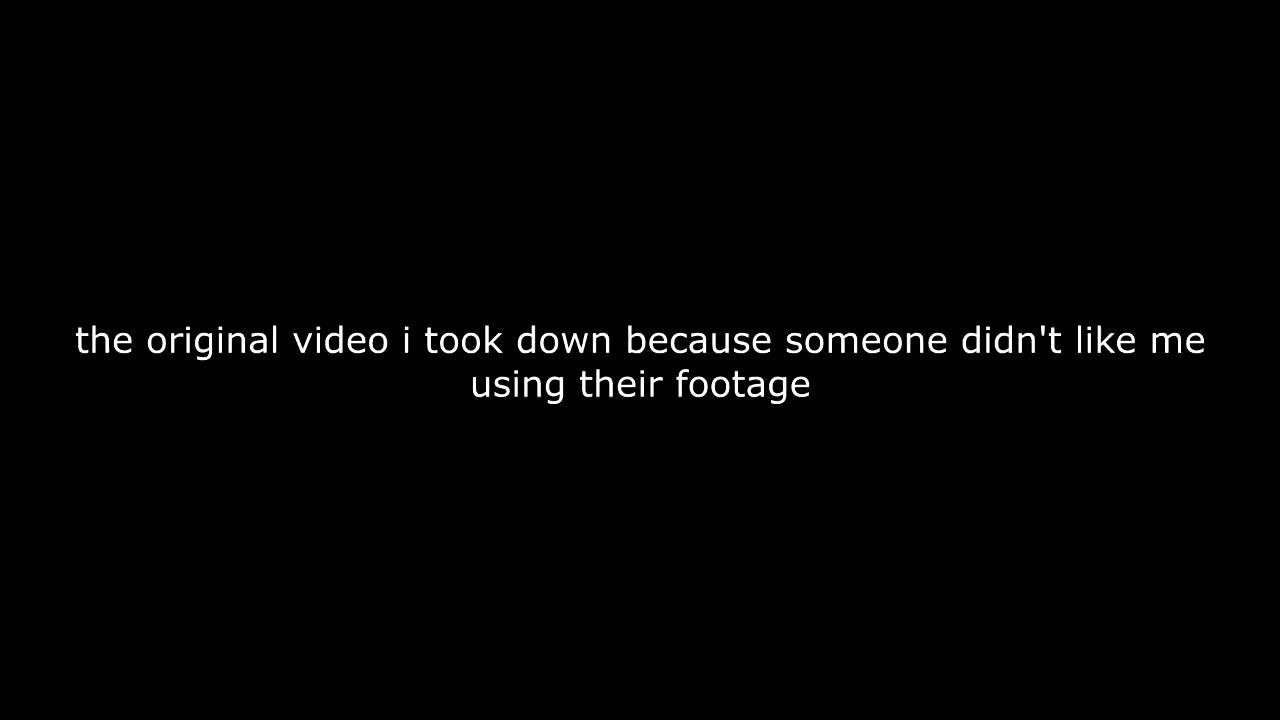 the original video i took down because someone didn't like me
using their footage